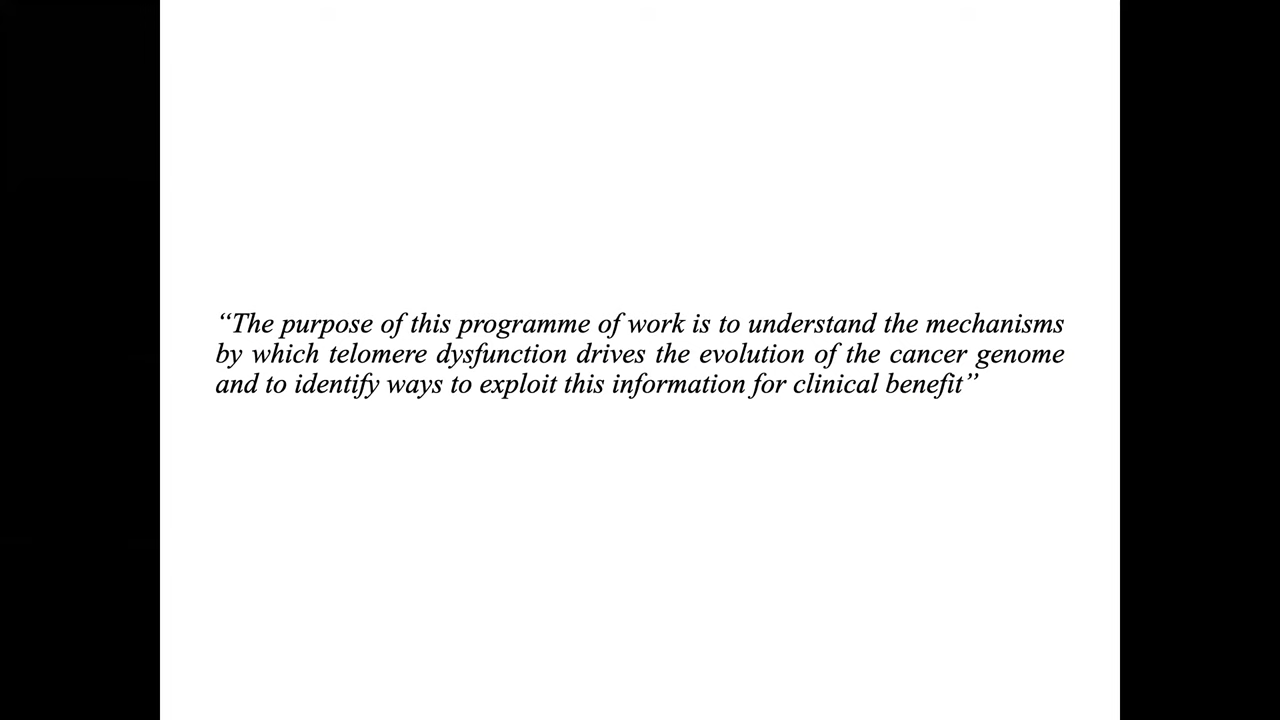 “The purpose of this programme of work is to understand the mechanisms
by which telomere dysfunction drives the evolution of the cancer genome
and to identify ways to exploit this information for clinical benefit”